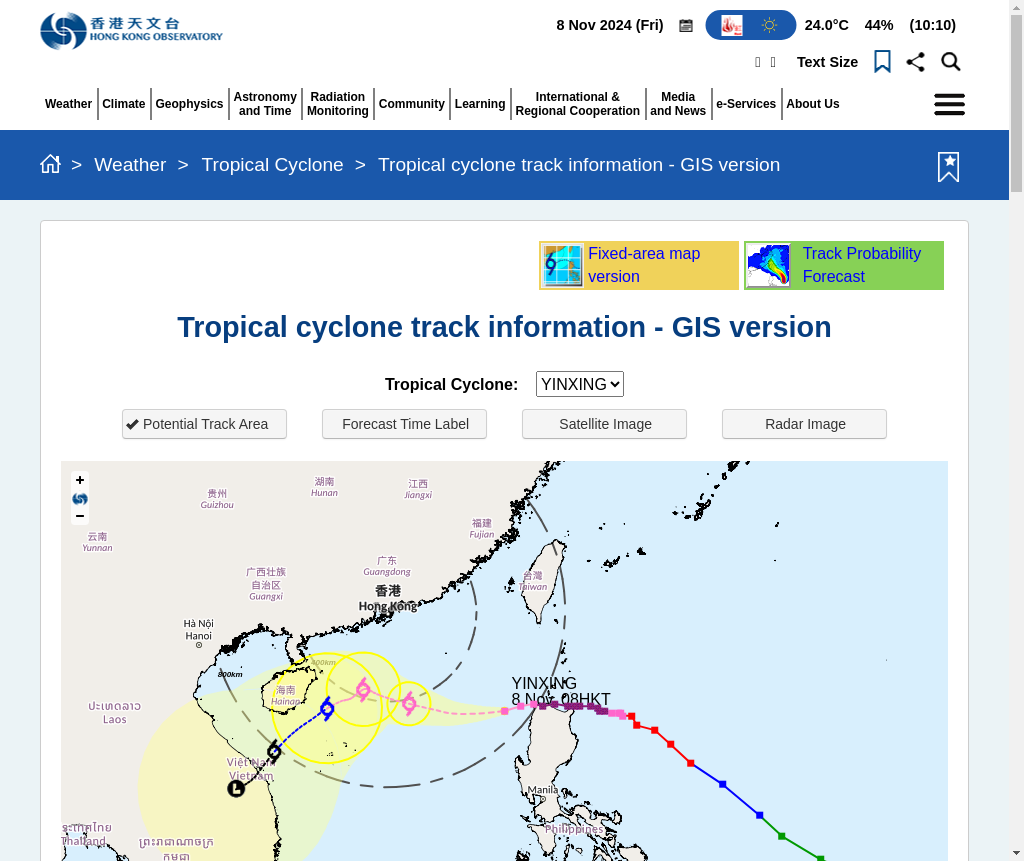 香港天文台
HONG KONG OBSERVATORY
8 Nov 2024 (Fri)
24.0°C
44%
(10:10)
Text Size
Weather
Climate
Geophysics
Astronomy
and Time
Radiation
Monitoring
Community
Learning
International &
Regional Cooperation
Media
and News
e-Services
About Us
> Weather > Tropical Cyclone > Tropical cyclone track information - GIS version
Fixed-area map
version
Track Probability
Forecast
Tropical cyclone track information - GIS version
Tropical Cyclone: YINXING
Potential Track Area
Forecast Time Label
Satellite Image
Radar Image
+
−
贵州
Guizhou
湖南
Hunan
江西
Jiangxi
云南
Yunnan
福建
Fujian
广西壮族
自治区
Guangxi
广东
Guangdong
台灣
Taiwan
香港
Hong Kong
Hà Nội
Hanoi
400km
800km
海南
Hainan
YINXING
8 Nov, 08HKT
ປະເທດລາວ
Laos
Việt Nam
Vietnam
L
Manila
Philippines
ประเทศไทย
Thailand
ព្រះរាជាណាចក្រ
កម្ពុជា